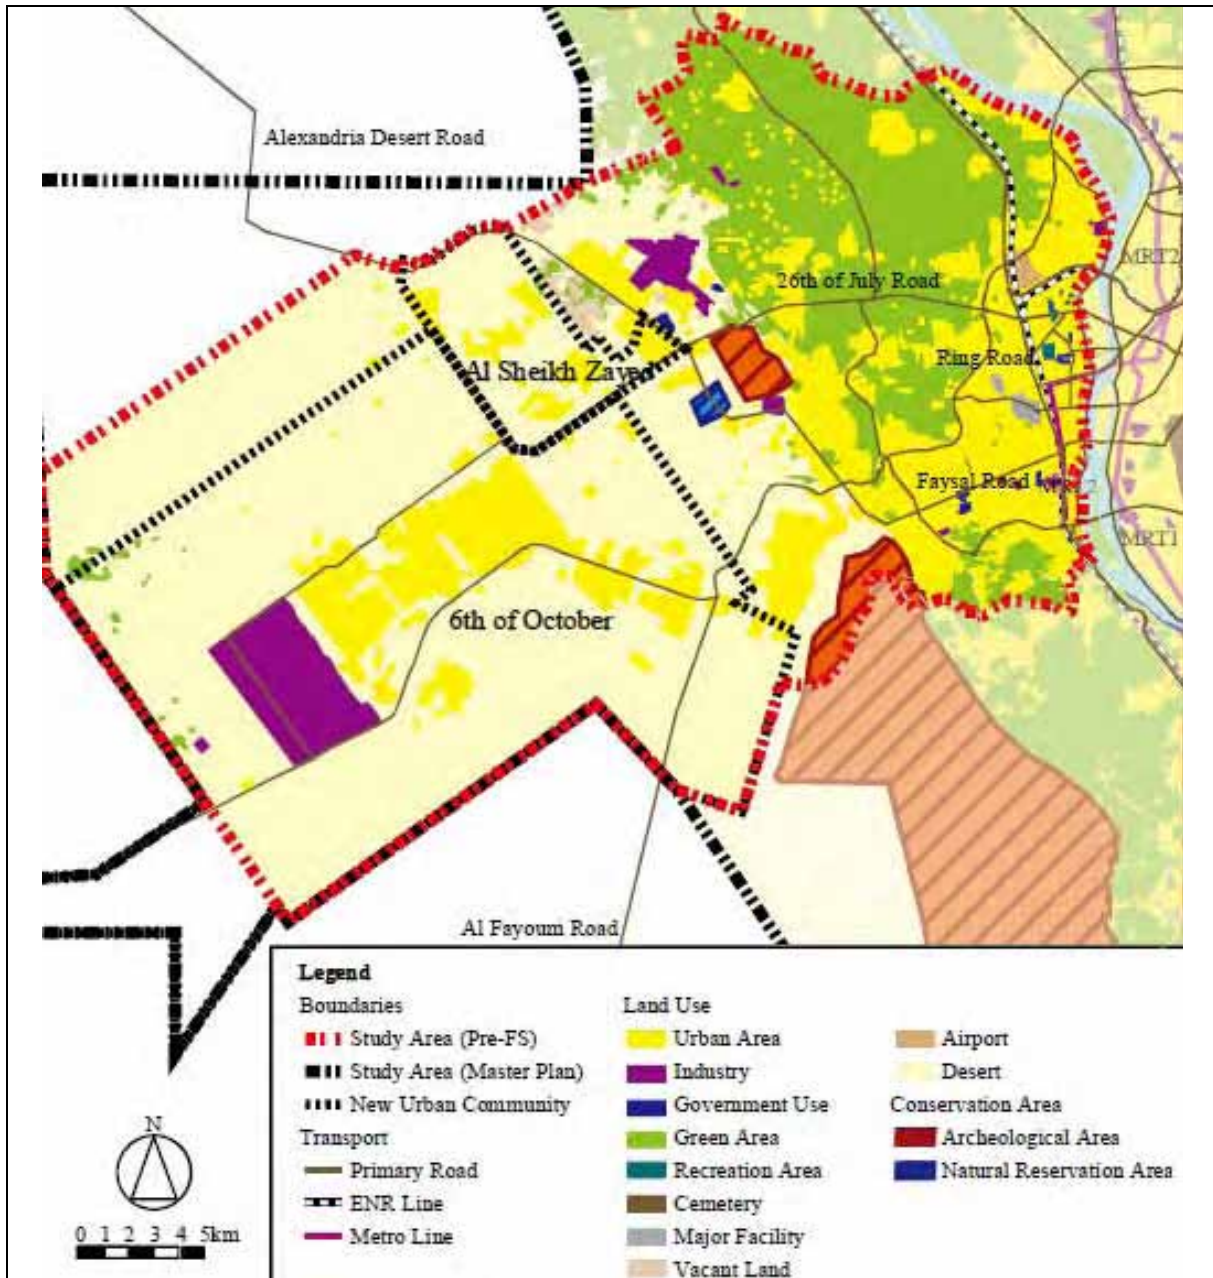 Alexandria Desert Road
MRT2
26th of July Road
Ring Road
Al Sheikh Zayed
Faysal Road
MRT1
6th of October
Al Fayoum Road
Legend
Boundaries
Study Area (Pre-FS)
Study Area (Master Plan)
New Urban Community
Transport
Primary Road
ENR Line
Metro Line
Land Use
Urban Area
Industry
Government Use
Green Area
Recreation Area
Cemetery
Major Facility
Vacant Land
Airport
Desert
Conservation Area
Archeological Area
Natural Reservation Area
N
0 1 2 3 4 5km